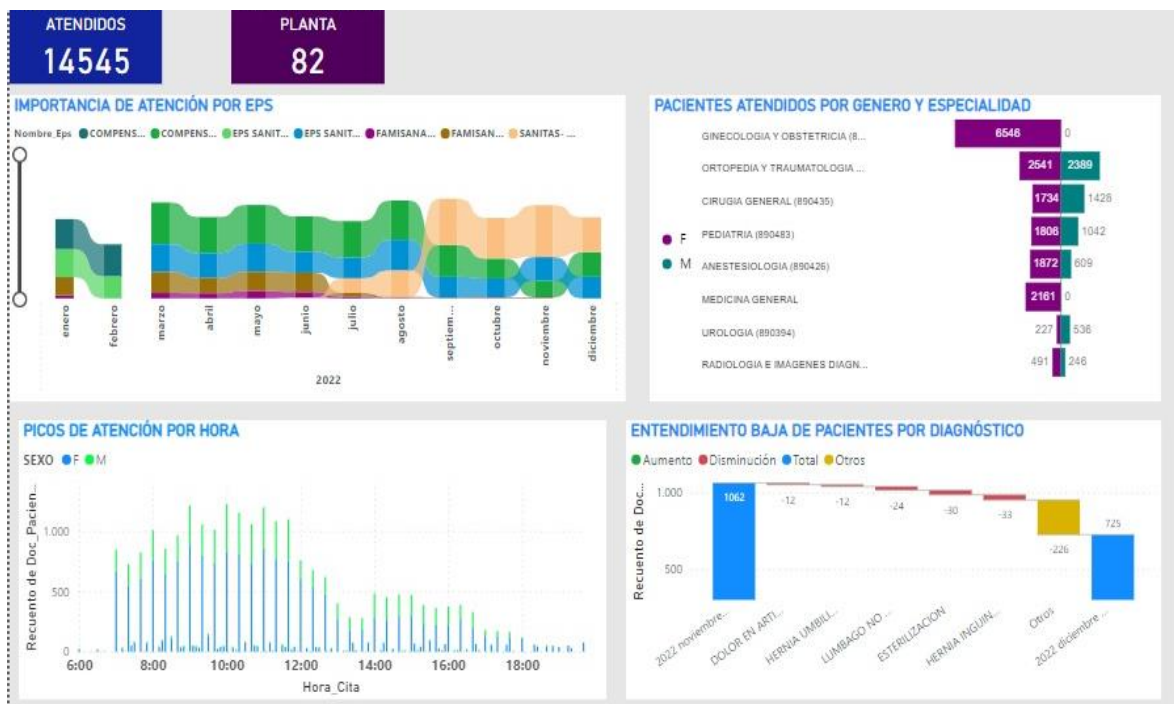 ATENDIDOS
14545
PLANTA
82
IMPORTANCIA DE ATENCIÓN POR EPS
Nombre_Eps COMPENS... COMPENS... EPS SANIT... EPS SANIT... FAMISANA... FAMISAN... SANITAS- ...
enero
febrero
marzo
abril
mayo
junio
julio
agosto
septiem...
octubre
noviembre
diciembre
2022
PACIENTES ATENDIDOS POR GENERO Y ESPECIALIDAD
F
M
GINECOLOGIA Y OBSTETRICIA (8... 6546 0
ORTOPEDIA Y TRAUMATOLOGIA ... 2541 2389
CIRUGIA GENERAL (890435) 1734 1428
PEDIATRIA (890483) 1806 1042
ANESTESIOLOGIA (890426) 1872 609
MEDICINA GENERAL 2161 0
UROLOGIA (890394) 227 536
RADIOLOGIA E IMÁGENES DIAGN... 491 246
PICOS DE ATENCIÓN POR HORA
SEXO F M
Recuento de Doc_Pacien...
1.000
500
0
6:00 8:00 10:00 12:00 14:00 16:00 18:00
Hora_Cita
ENTENDIMIENTO BAJA DE PACIENTES POR DIAGNÓSTICO
Aumento Disminución Total Otros
Recuento de Doc...
1.000
500
1062 -12 -12 -24 -30 -33 -226 725
2022 noviembre...
DOLOR EN ARTI...
HERNIA UMBILI...
LUMBAGO NO ...
ESTERILIZACION
HERNIA INGUIN...
Otros
2022 diciembre ...